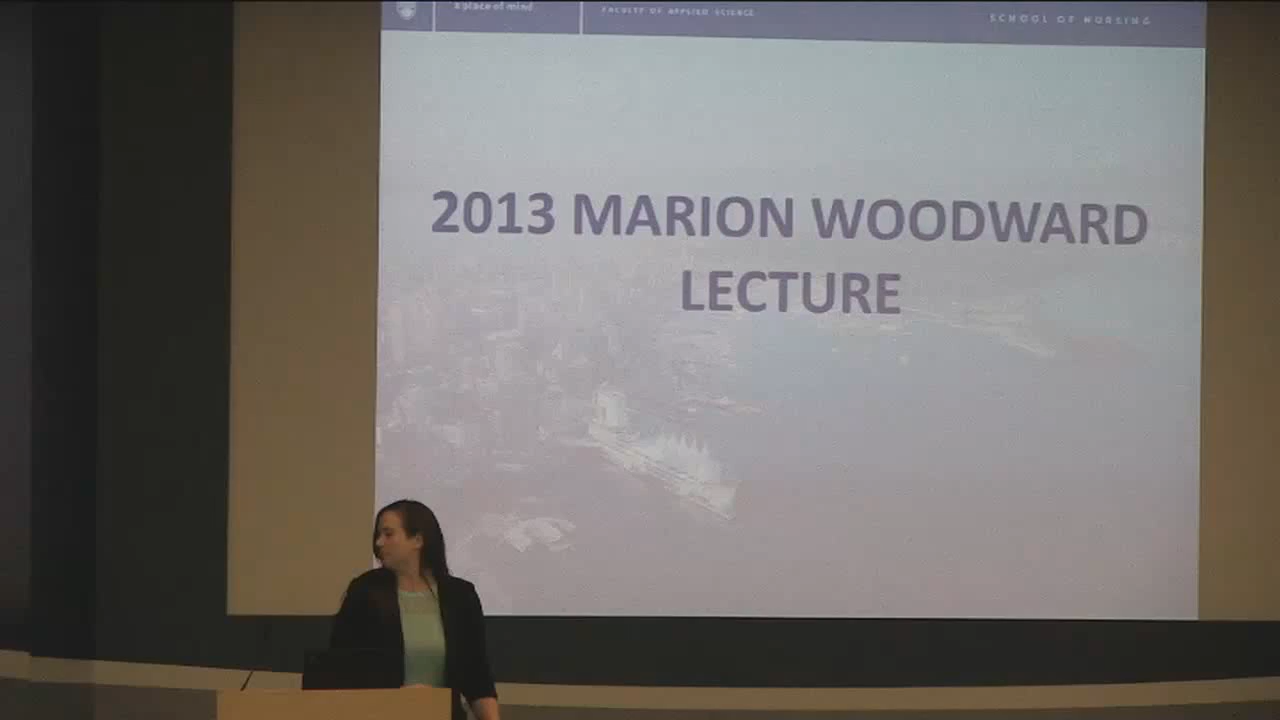 a place of mind
FACULTY OF APPLIED SCIENCE
SCHOOL OF NURSING
2013 MARION WOODWARD
LECTURE